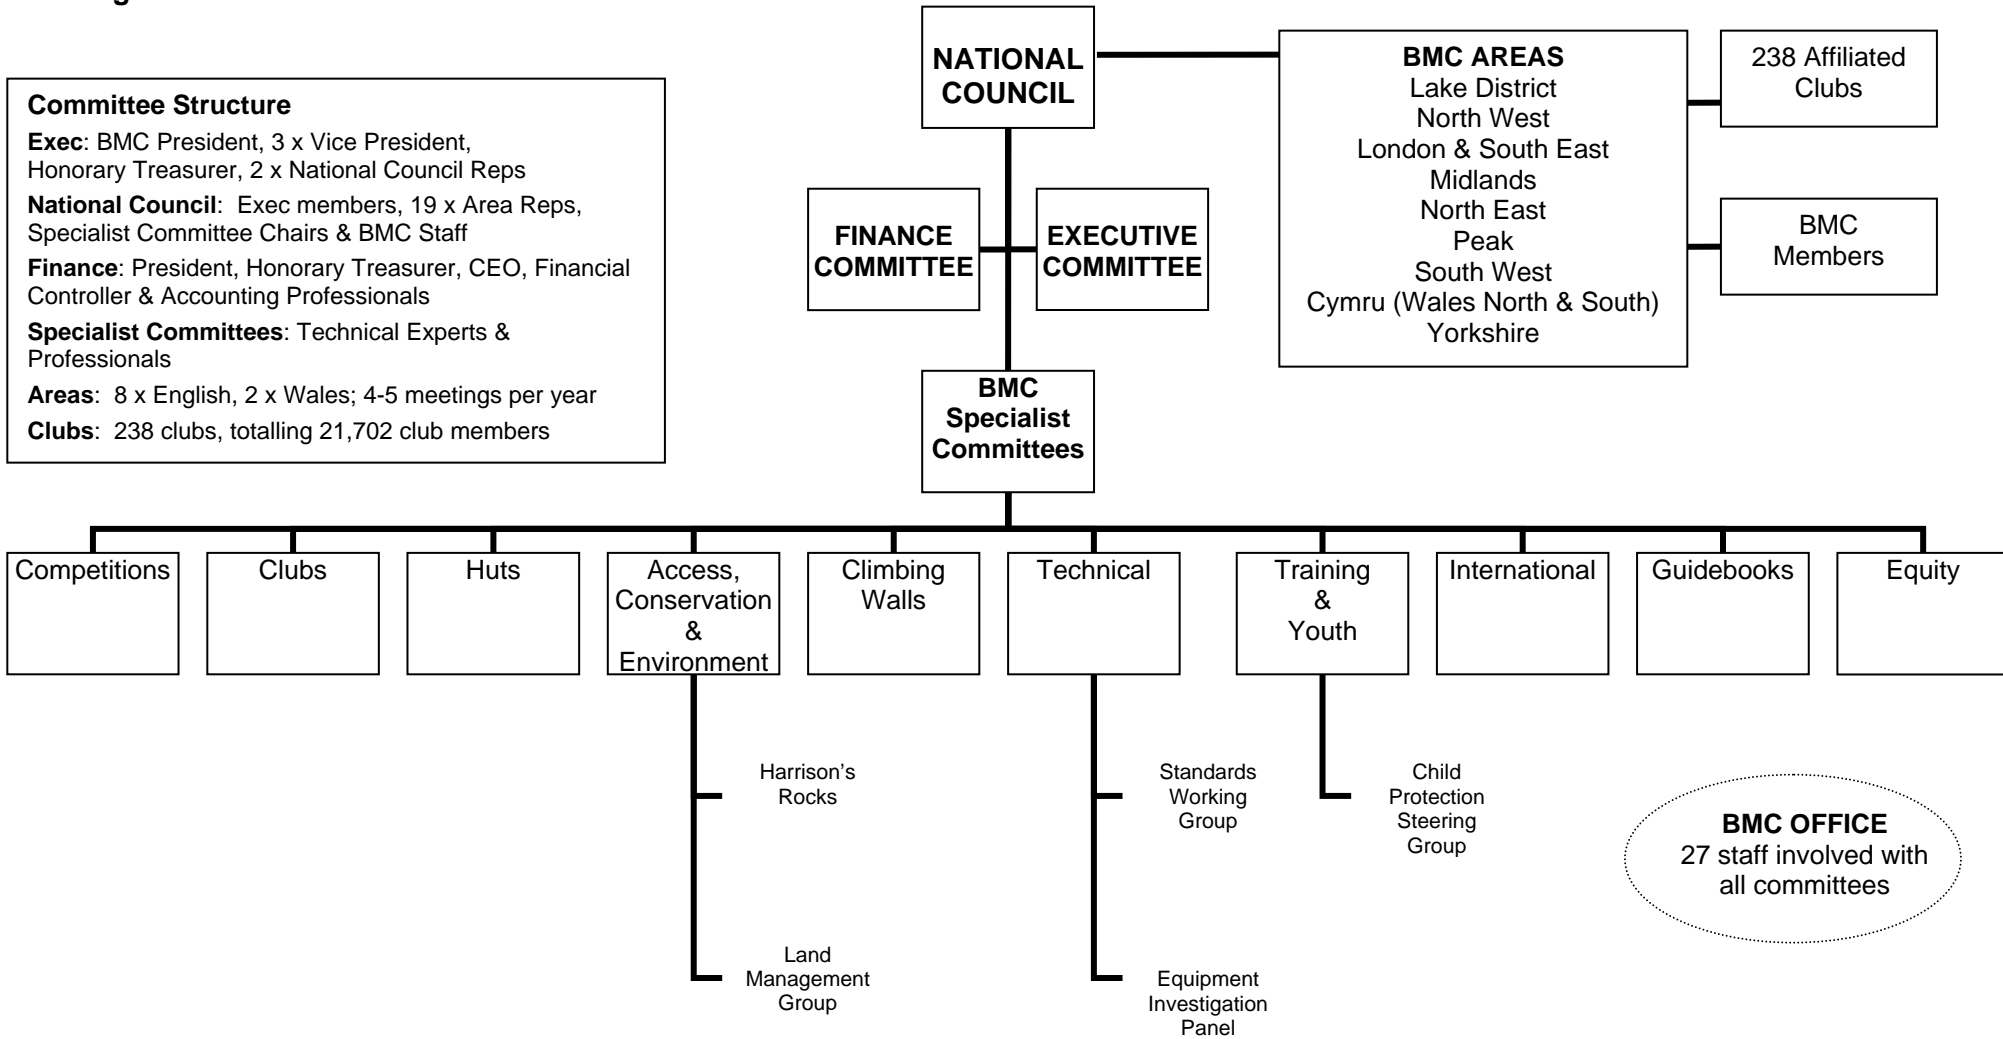 Committee Structure
Exec: BMC President, 3 x Vice President,
Honorary Treasurer, 2 x National Council Reps
National Council: Exec members, 19 x Area Reps,
Specialist Committee Chairs & BMC Staff
Finance: President, Honorary Treasurer, CEO, Financial
Controller & Accounting Professionals
Specialist Committees: Technical Experts &
Professionals
Areas: 8 x English, 2 x Wales; 4-5 meetings per year
Clubs: 238 clubs, totalling 21,702 club members
NATIONAL
COUNCIL
BMC AREAS
Lake District
North West
London & South East
Midlands
North East
Peak
South West
Cymru (Wales North & South)
Yorkshire
238 Affiliated
Clubs
BMC
Members
FINANCE
COMMITTEE
EXECUTIVE
COMMITTEE
BMC
Specialist
Committees
Competitions
Clubs
Huts
Access,
Conservation
&
Environment
Climbing
Walls
Technical
Training
&
Youth
International
Guidebooks
Equity
Harrison's
Rocks
Land
Management
Group
Standards
Working
Group
Equipment
Investigation
Panel
Child
Protection
Steering
Group
BMC OFFICE
27 staff involved with
all committees